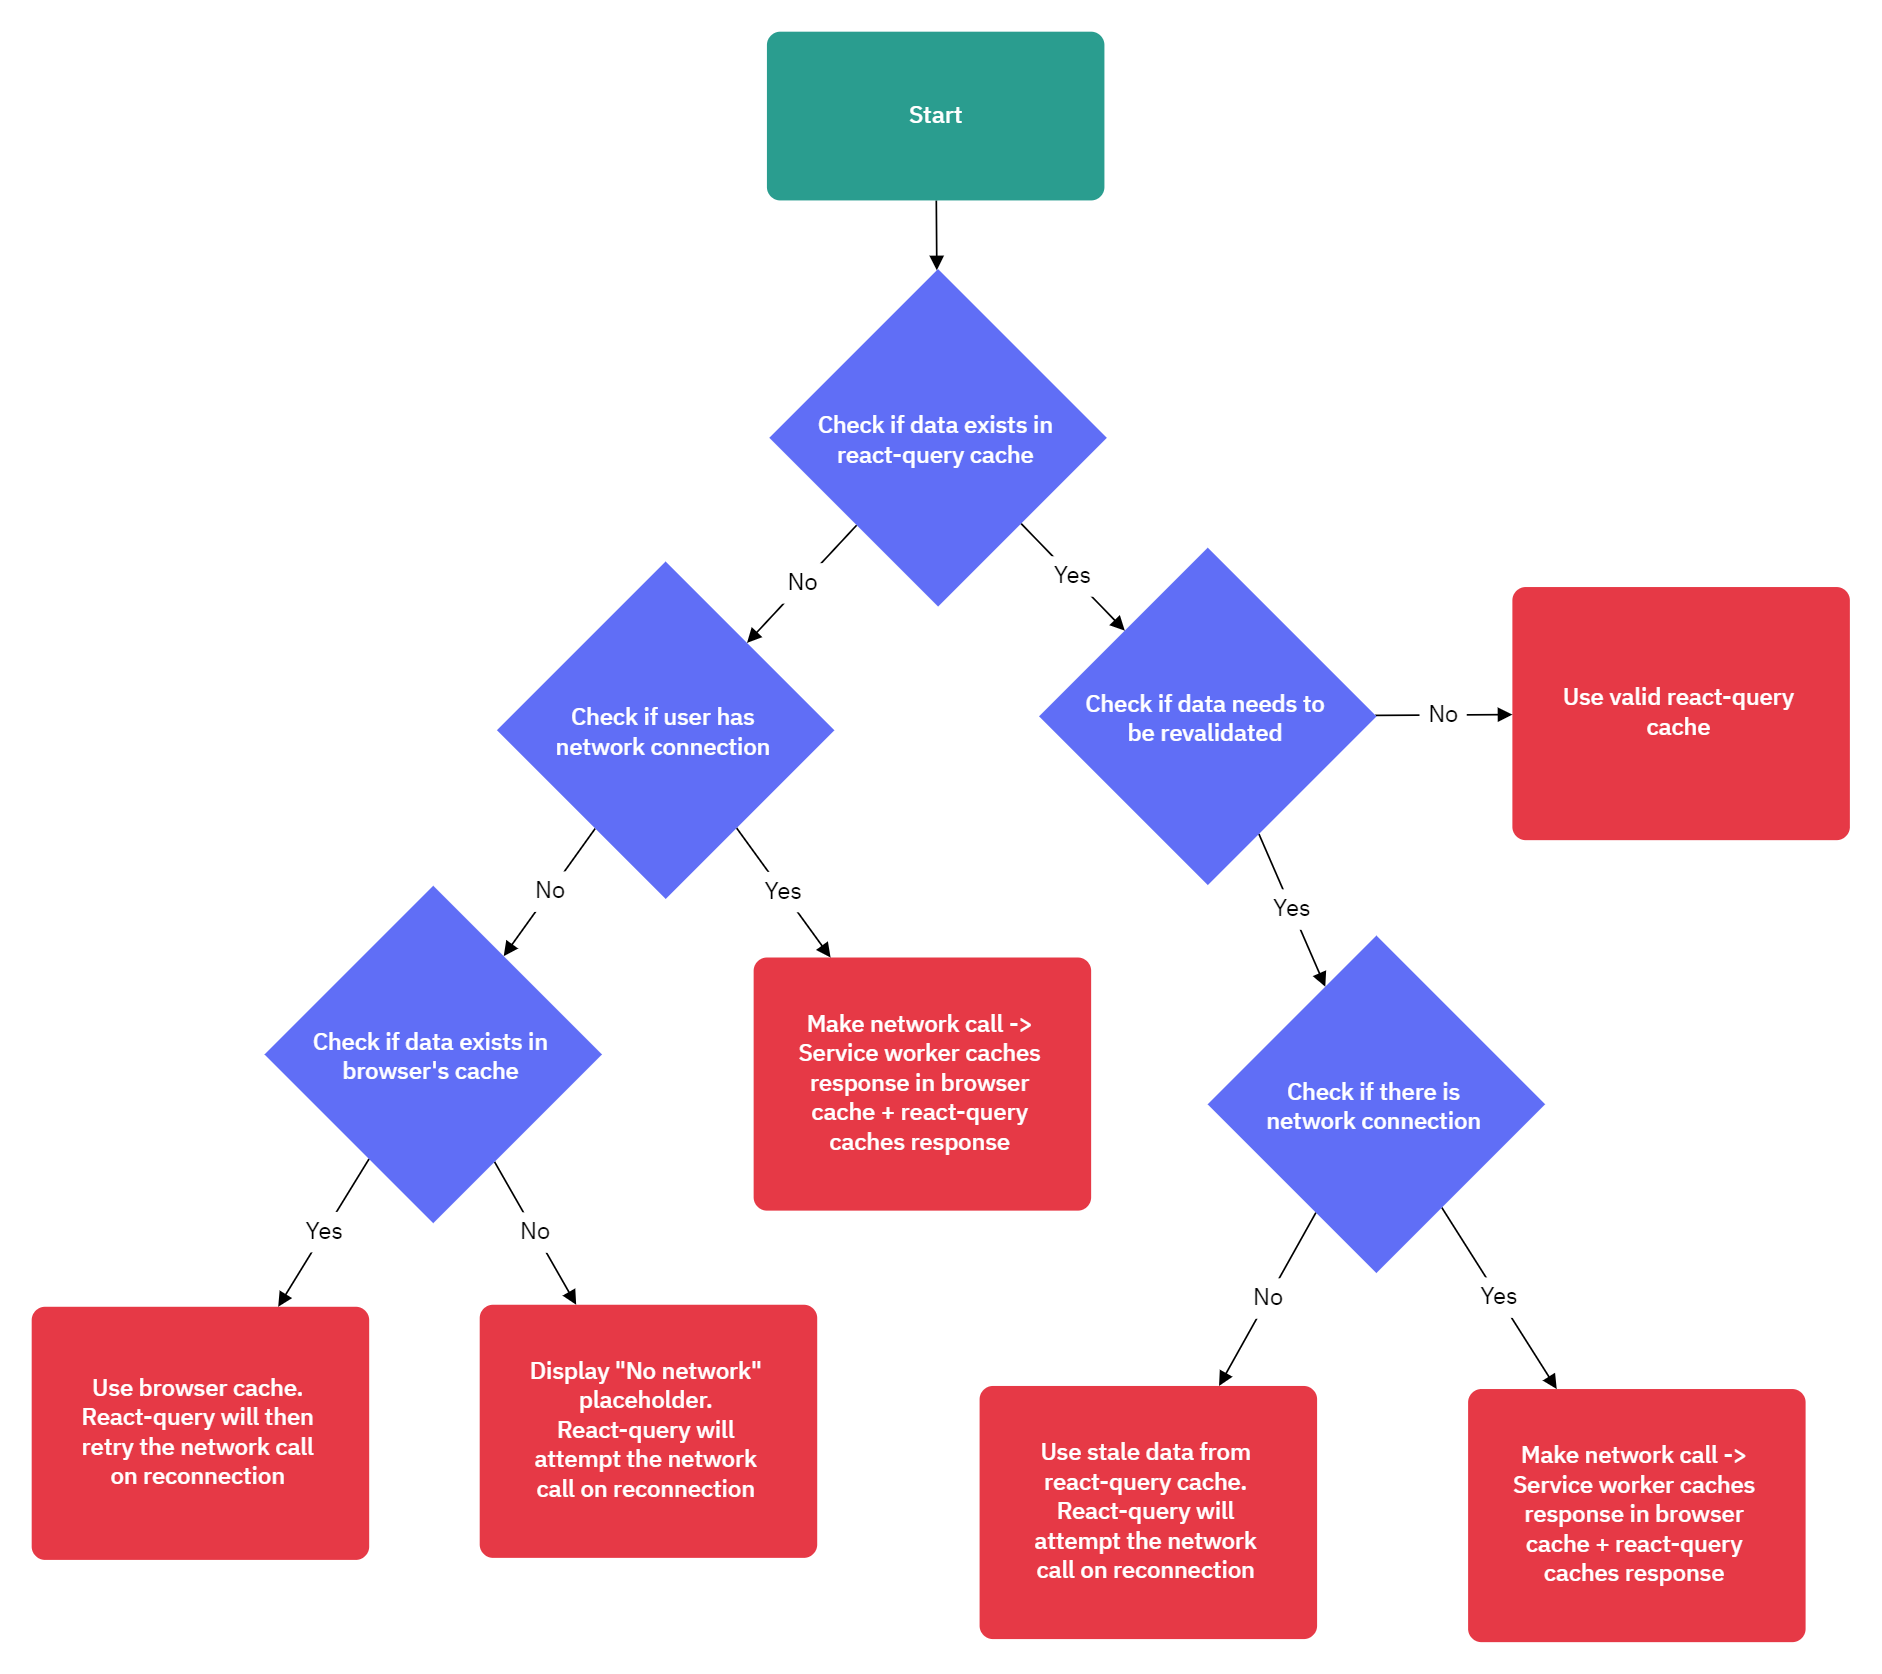 Start
Check if data exists in
react-query cache
No
Yes
Check if user has
network connection
Check if data needs to
be revalidated
No
Use valid react-query
cache
No
Yes
Yes
Check if data exists in
browser's cache
Make network call ->
Service worker caches
response in browser
cache + react-query
caches response
Check if there is
network connection
Yes
No
No
Yes
Use browser cache.
React-query will then
retry the network call
on reconnection
Display "No network"
placeholder.
React-query will
attempt the network
call on reconnection
Use stale data from
react-query cache.
React-query will
attempt the network
call on reconnection
Make network call ->
Service worker caches
response in browser
cache + react-query
caches response